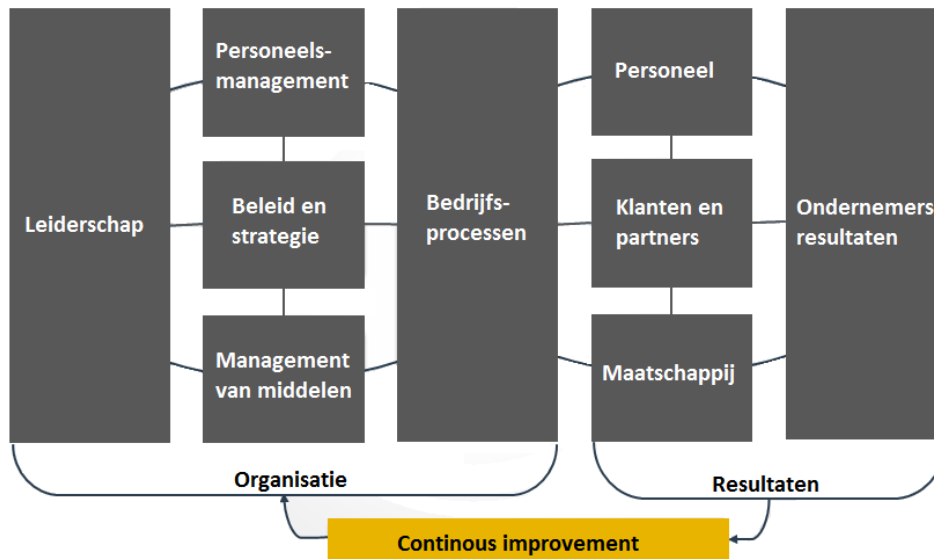 Leiderschap
Personeels-
management
Beleid en
strategie
Management
van middelen
Bedrijfs-
processen
Personeel
Klanten en
partners
Maatschappij
Ondernemers
resultaten
Organisatie
Resultaten
Continous improvement